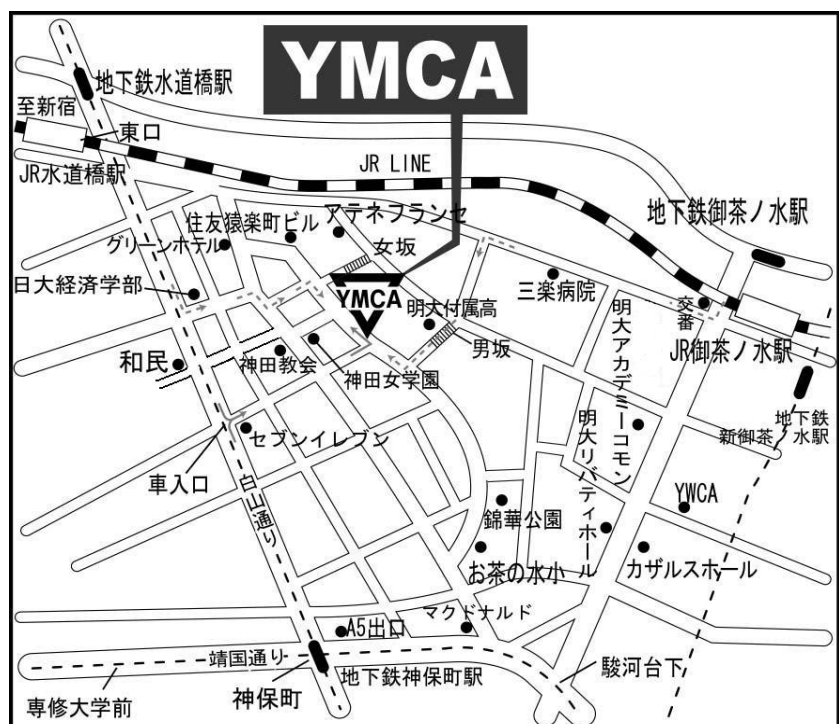 YMCA
地下鉄水道橋駅
至新宿
東口
JR水道橋駅
JR LINE
地下鉄御茶ノ水駅
住友猿楽町ビル
アテネフランセ
グリーンホテル
女坂
日大経済学部
YMCA
明大付属高
三楽病院
交番
明大アカデミーコモン
JR御茶ノ水駅
和民
神田教会
神田女学園
男坂
地下鉄
新御茶ノ水駅
セブンイレブン
車入口
白山通り
明大リバティホール
YWCA
錦華公園
お茶の水小
カザルスホール
マクドナルド
A5出口
靖国通り
神保町
地下鉄神保町駅
駿河台下
専修大学前